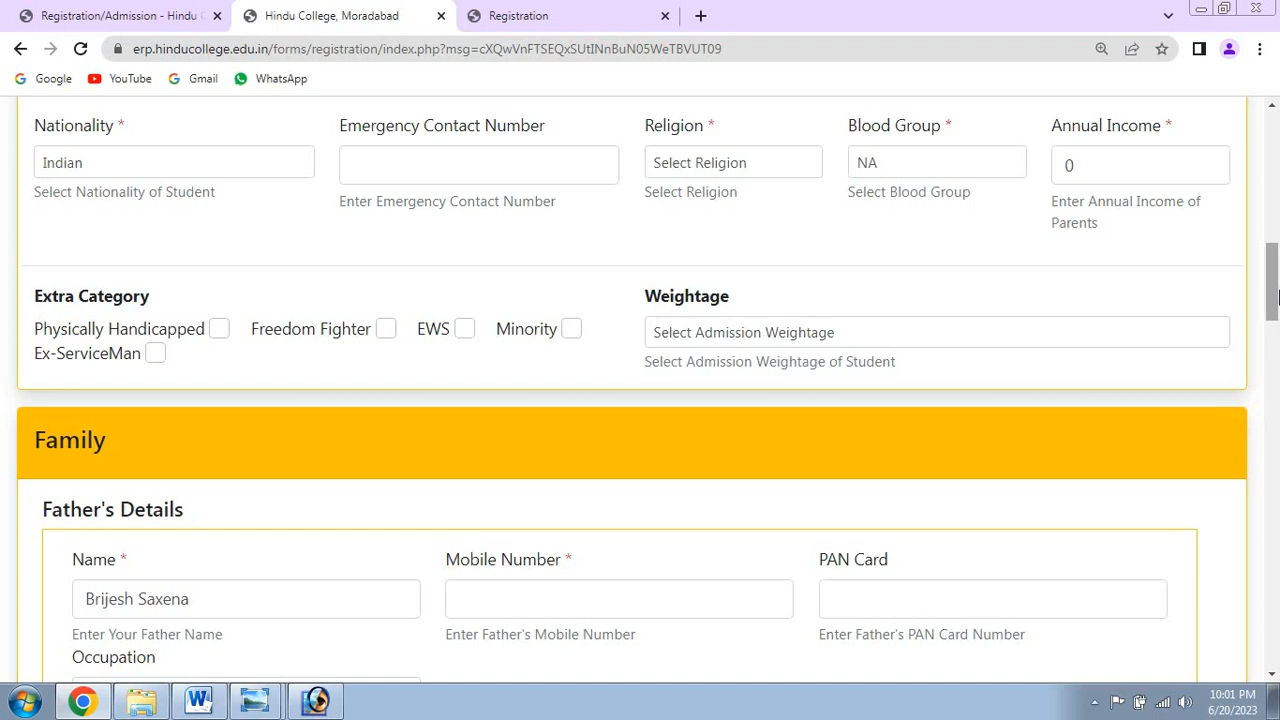 Registration/Admission - Hindu C
Hindu College, Moradabad
Registration
erp.hinducollege.edu.in/forms/registration/index.php?msg=cXQwVnFTSEQxSUtINnBuN05WeTBVUT09
Google
YouTube
Gmail
WhatsApp
Nationality *
Emergency Contact Number
Religion *
Blood Group *
Annual Income *
Indian
Select Religion
NA
0
Select Nationality of Student
Enter Emergency Contact Number
Select Religion
Select Blood Group
Enter Annual Income of
Parents
Extra Category
Weightage
Physically Handicapped
Freedom Fighter
EWS
Minority
Ex-ServiceMan
Select Admission Weightage
Select Admission Weightage of Student
Family
Father's Details
Name *
Mobile Number *
PAN Card
Brijesh Saxena
Enter Your Father Name
Enter Father's Mobile Number
Enter Father's PAN Card Number
Occupation
10:01 PM
6/20/2023